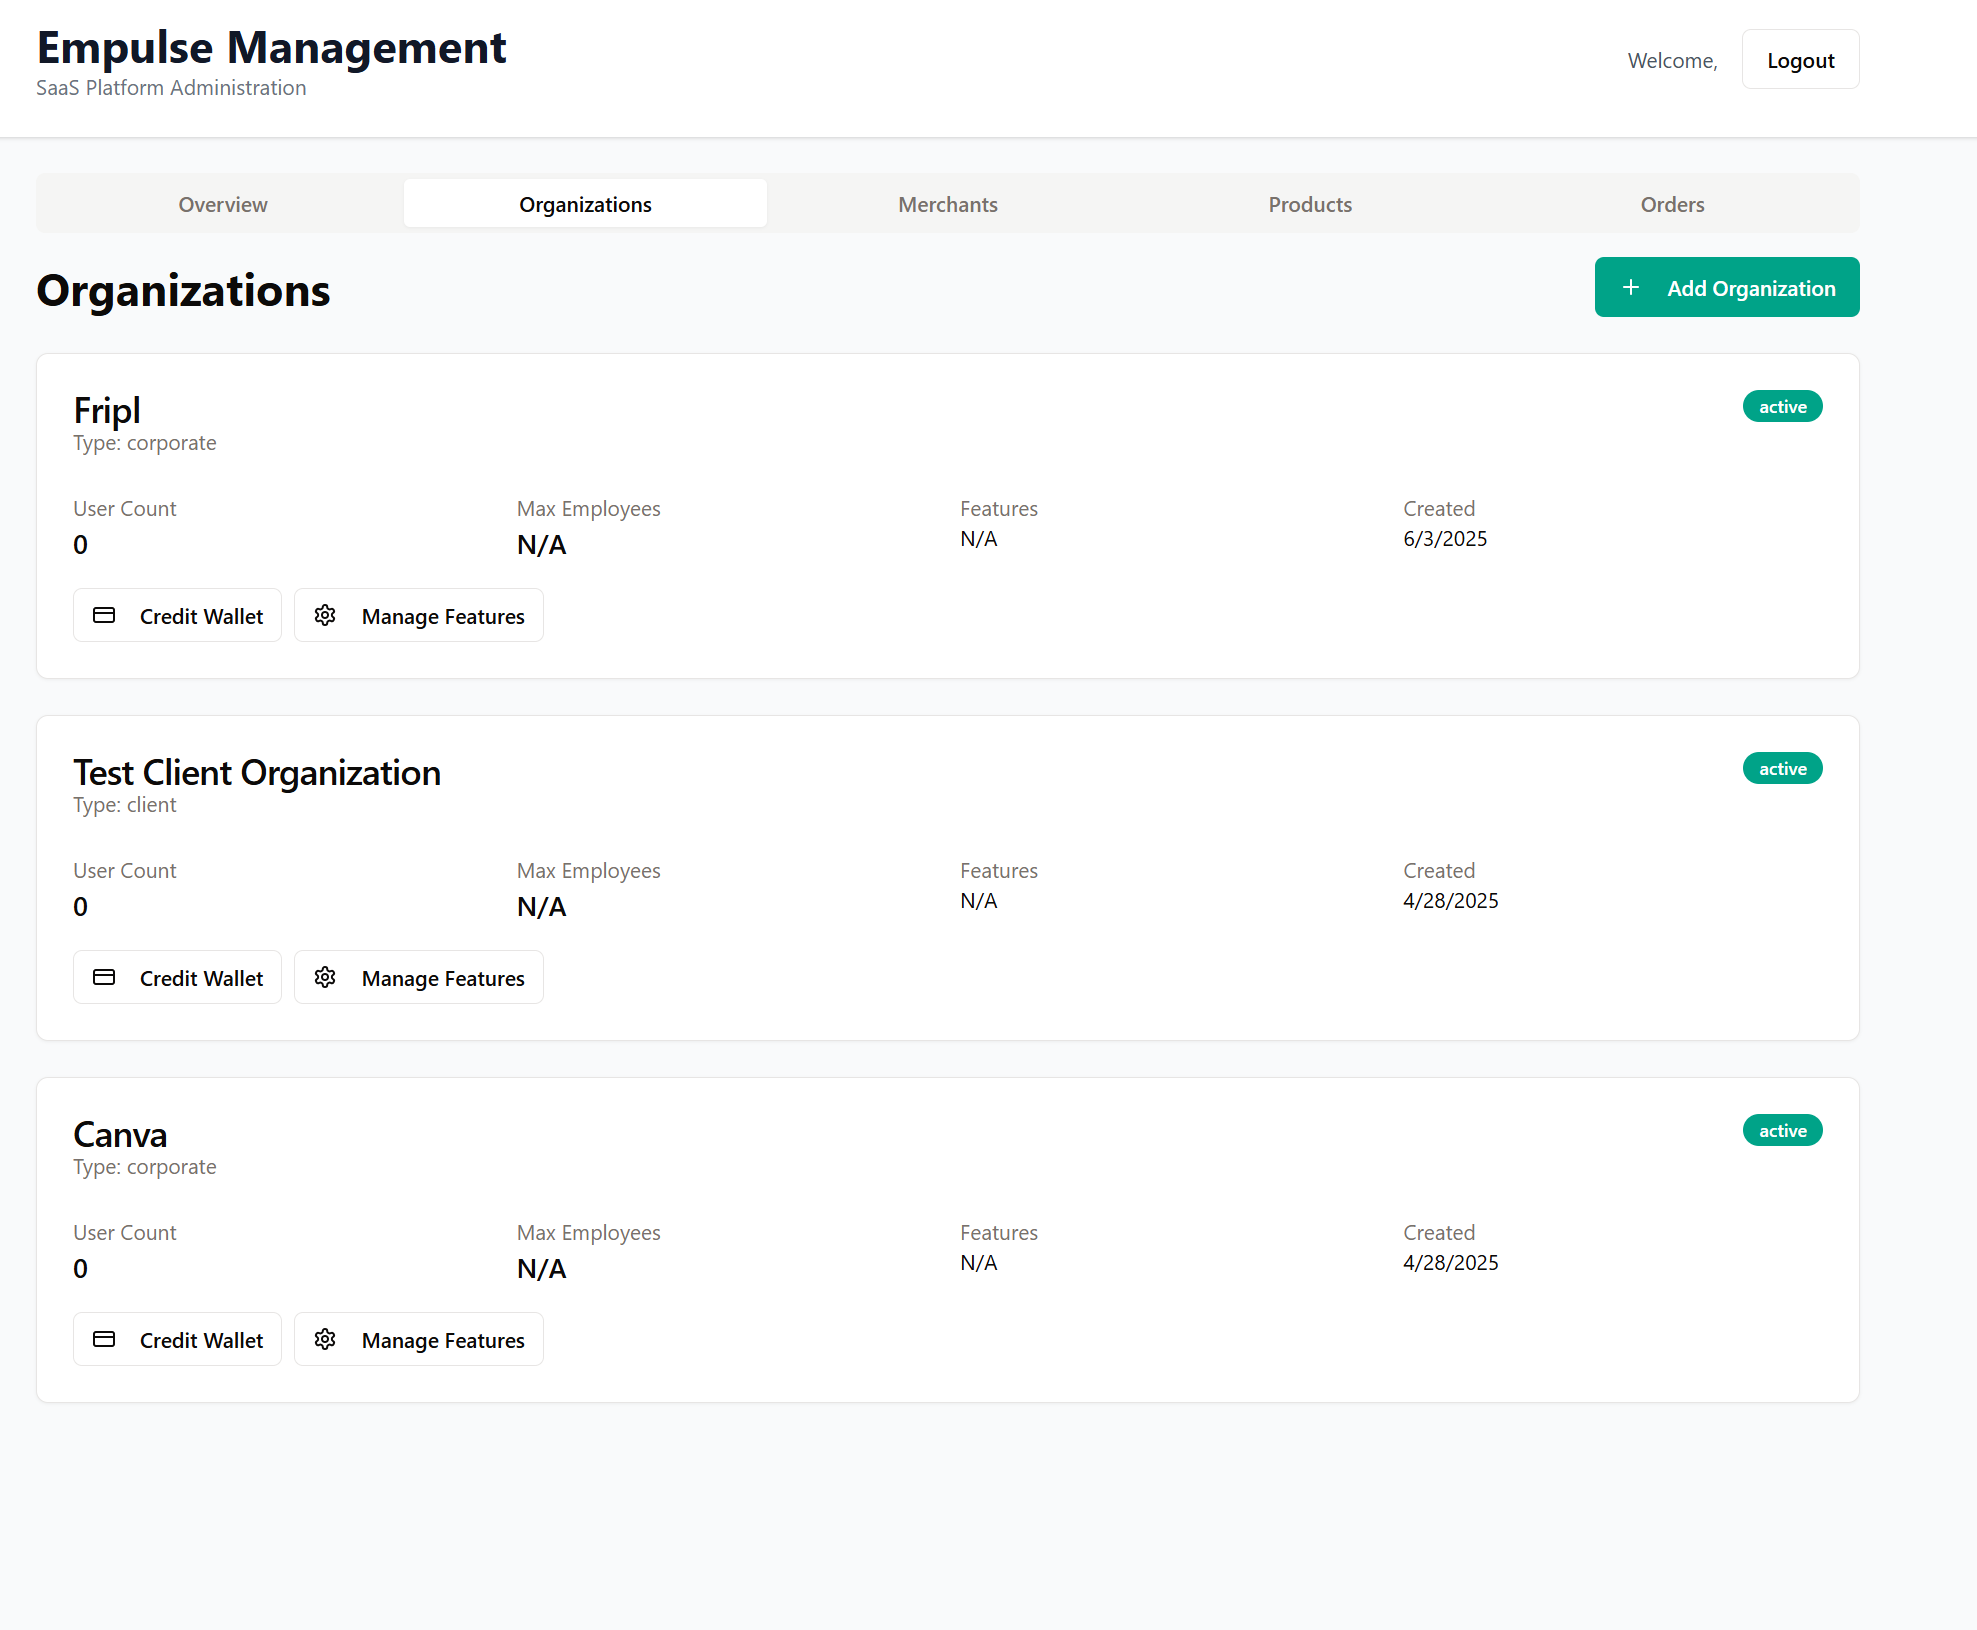 Empulse Management
SaaS Platform Administration
Welcome,
Logout
Overview
Organizations
Merchants
Products
Orders
Organizations
+ Add Organization
Fripl
active
Type: corporate
User Count
Max Employees
Features
Created
0
N/A
N/A
6/3/2025
Credit Wallet
Manage Features
Test Client Organization
active
Type: client
User Count
Max Employees
Features
Created
0
N/A
N/A
4/28/2025
Credit Wallet
Manage Features
Canva
active
Type: corporate
User Count
Max Employees
Features
Created
0
N/A
N/A
4/28/2025
Credit Wallet
Manage Features